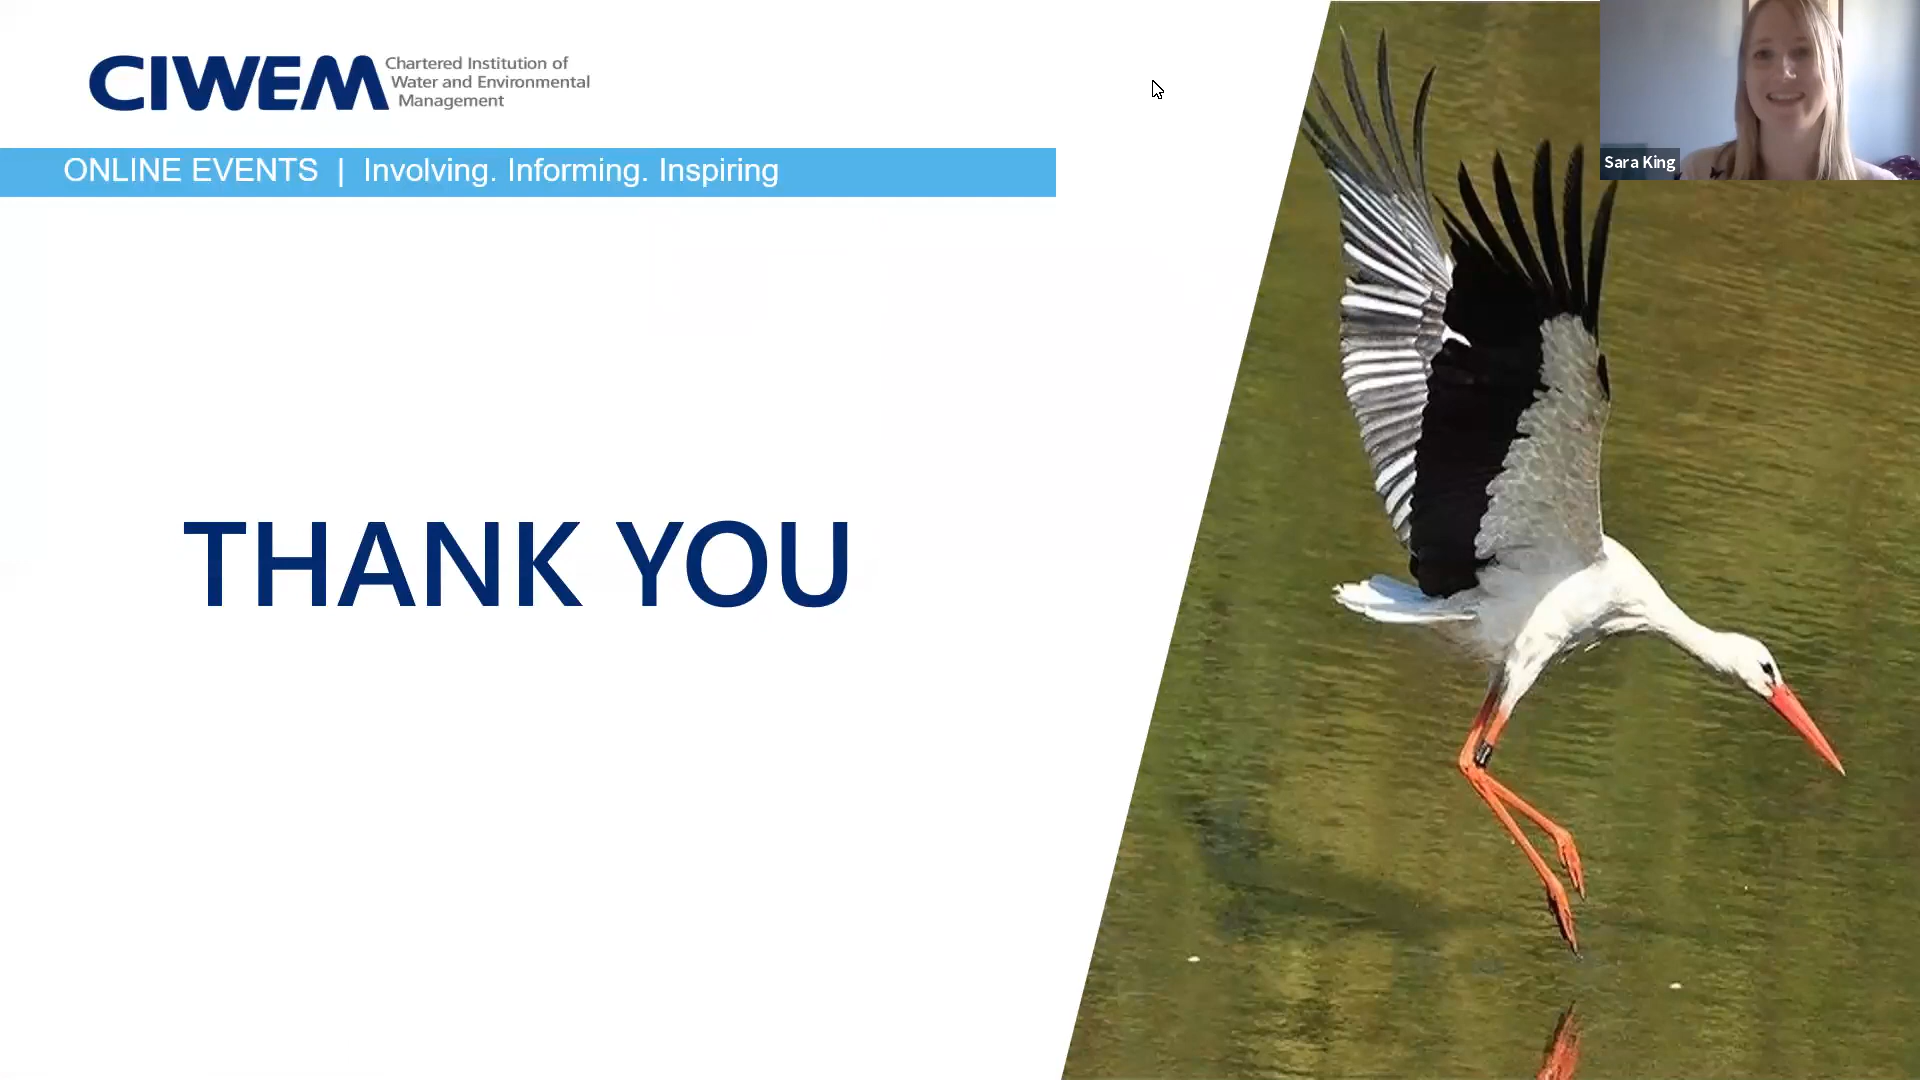 CIWEM
Chartered Institution of
Water and Environmental
Management
Sara King
ONLINE EVENTS | Involving. Informing. Inspiring
THANK YOU